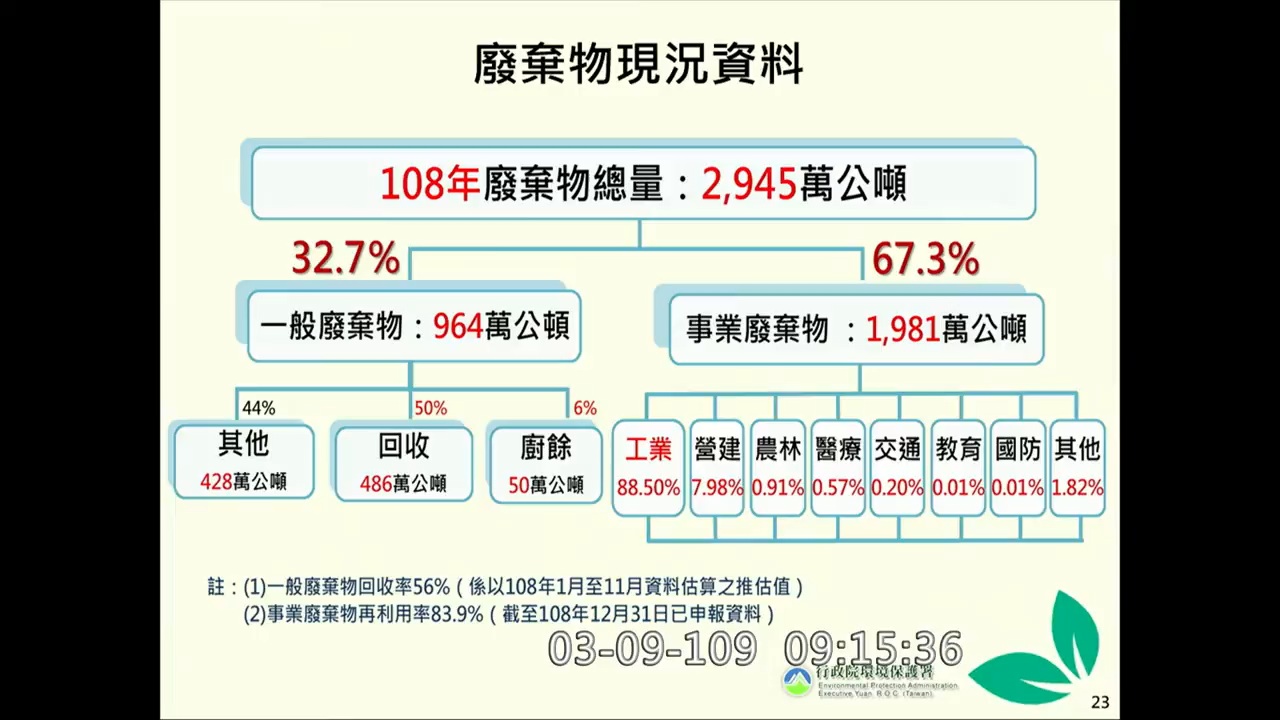 廢棄物現況資料
108年廢棄物總量：2,945萬公噸
32.7%
67.3%
一般廢棄物：964萬公頓
事業廢棄物 ：1,981萬公噸
44%
50%
6%
其他
428萬公噸
回收
486萬公噸
廚餘
50萬公噸
工業
88.50%
營建
7.98%
農林
0.91%
醫療
0.57%
交通
0.20%
教育
0.01%
國防
0.01%
其他
1.82%
註：(1)一般廢棄物回收率56%（係以108年1月至11月資料估算之推估值）
(2)事業廢棄物再利用率83.9%（截至108年12月31日已申報資料）
03-09-109 09:15:36
行政院環境保護署
Environmental Protection Administration
Executive Yuan, R.O.C. (Taiwan)
23